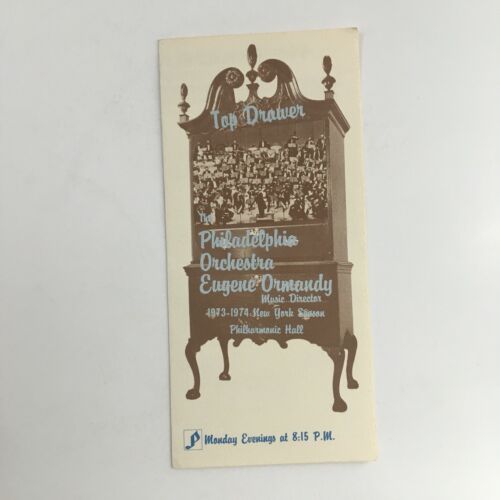 Top Drawer
The
Philadelphia
Orchestra
Eugene Ormandy
Music Director
1973-1974 New York Season
Philharmonic Hall
Monday Evenings at 8:15 P.M.